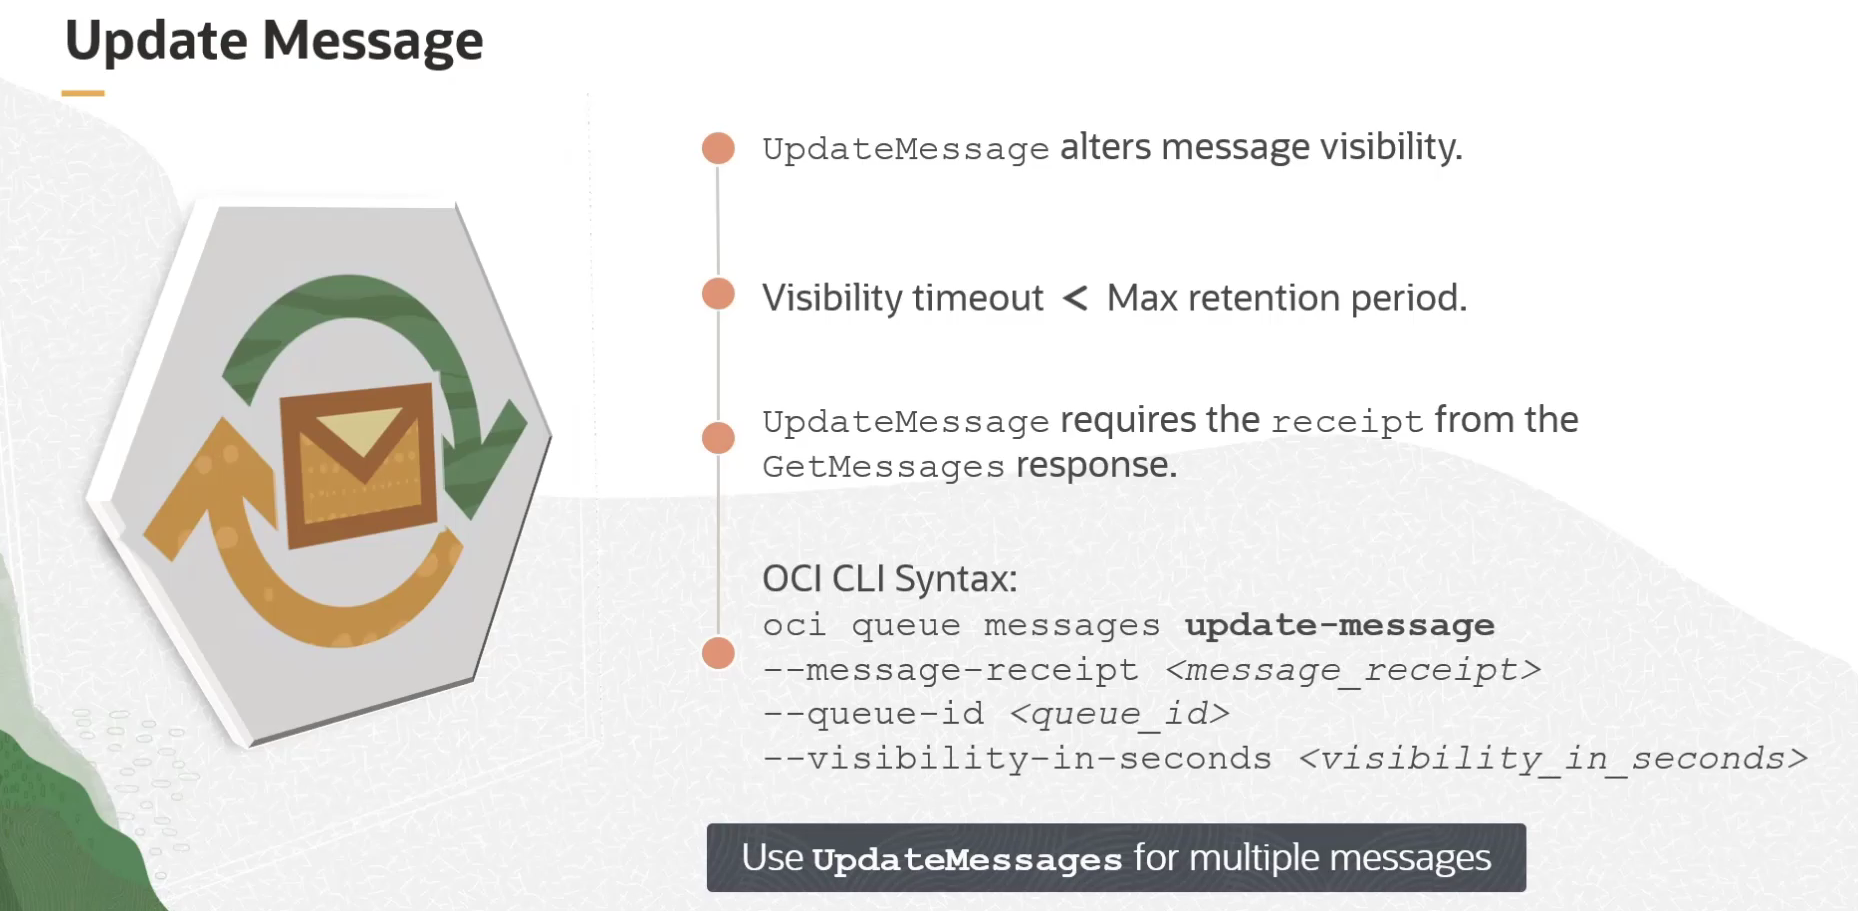 Update Message
UpdateMessage alters message visibility.
Visibility timeout < Max retention period.
UpdateMessage requires the receipt from the
GetMessages response.
OCI CLI Syntax:
oci queue messages update-message
--message-receipt <message_receipt>
--queue-id <queue_id>
--visibility-in-seconds <visibility_in_seconds>
Use UpdateMessages for multiple messages